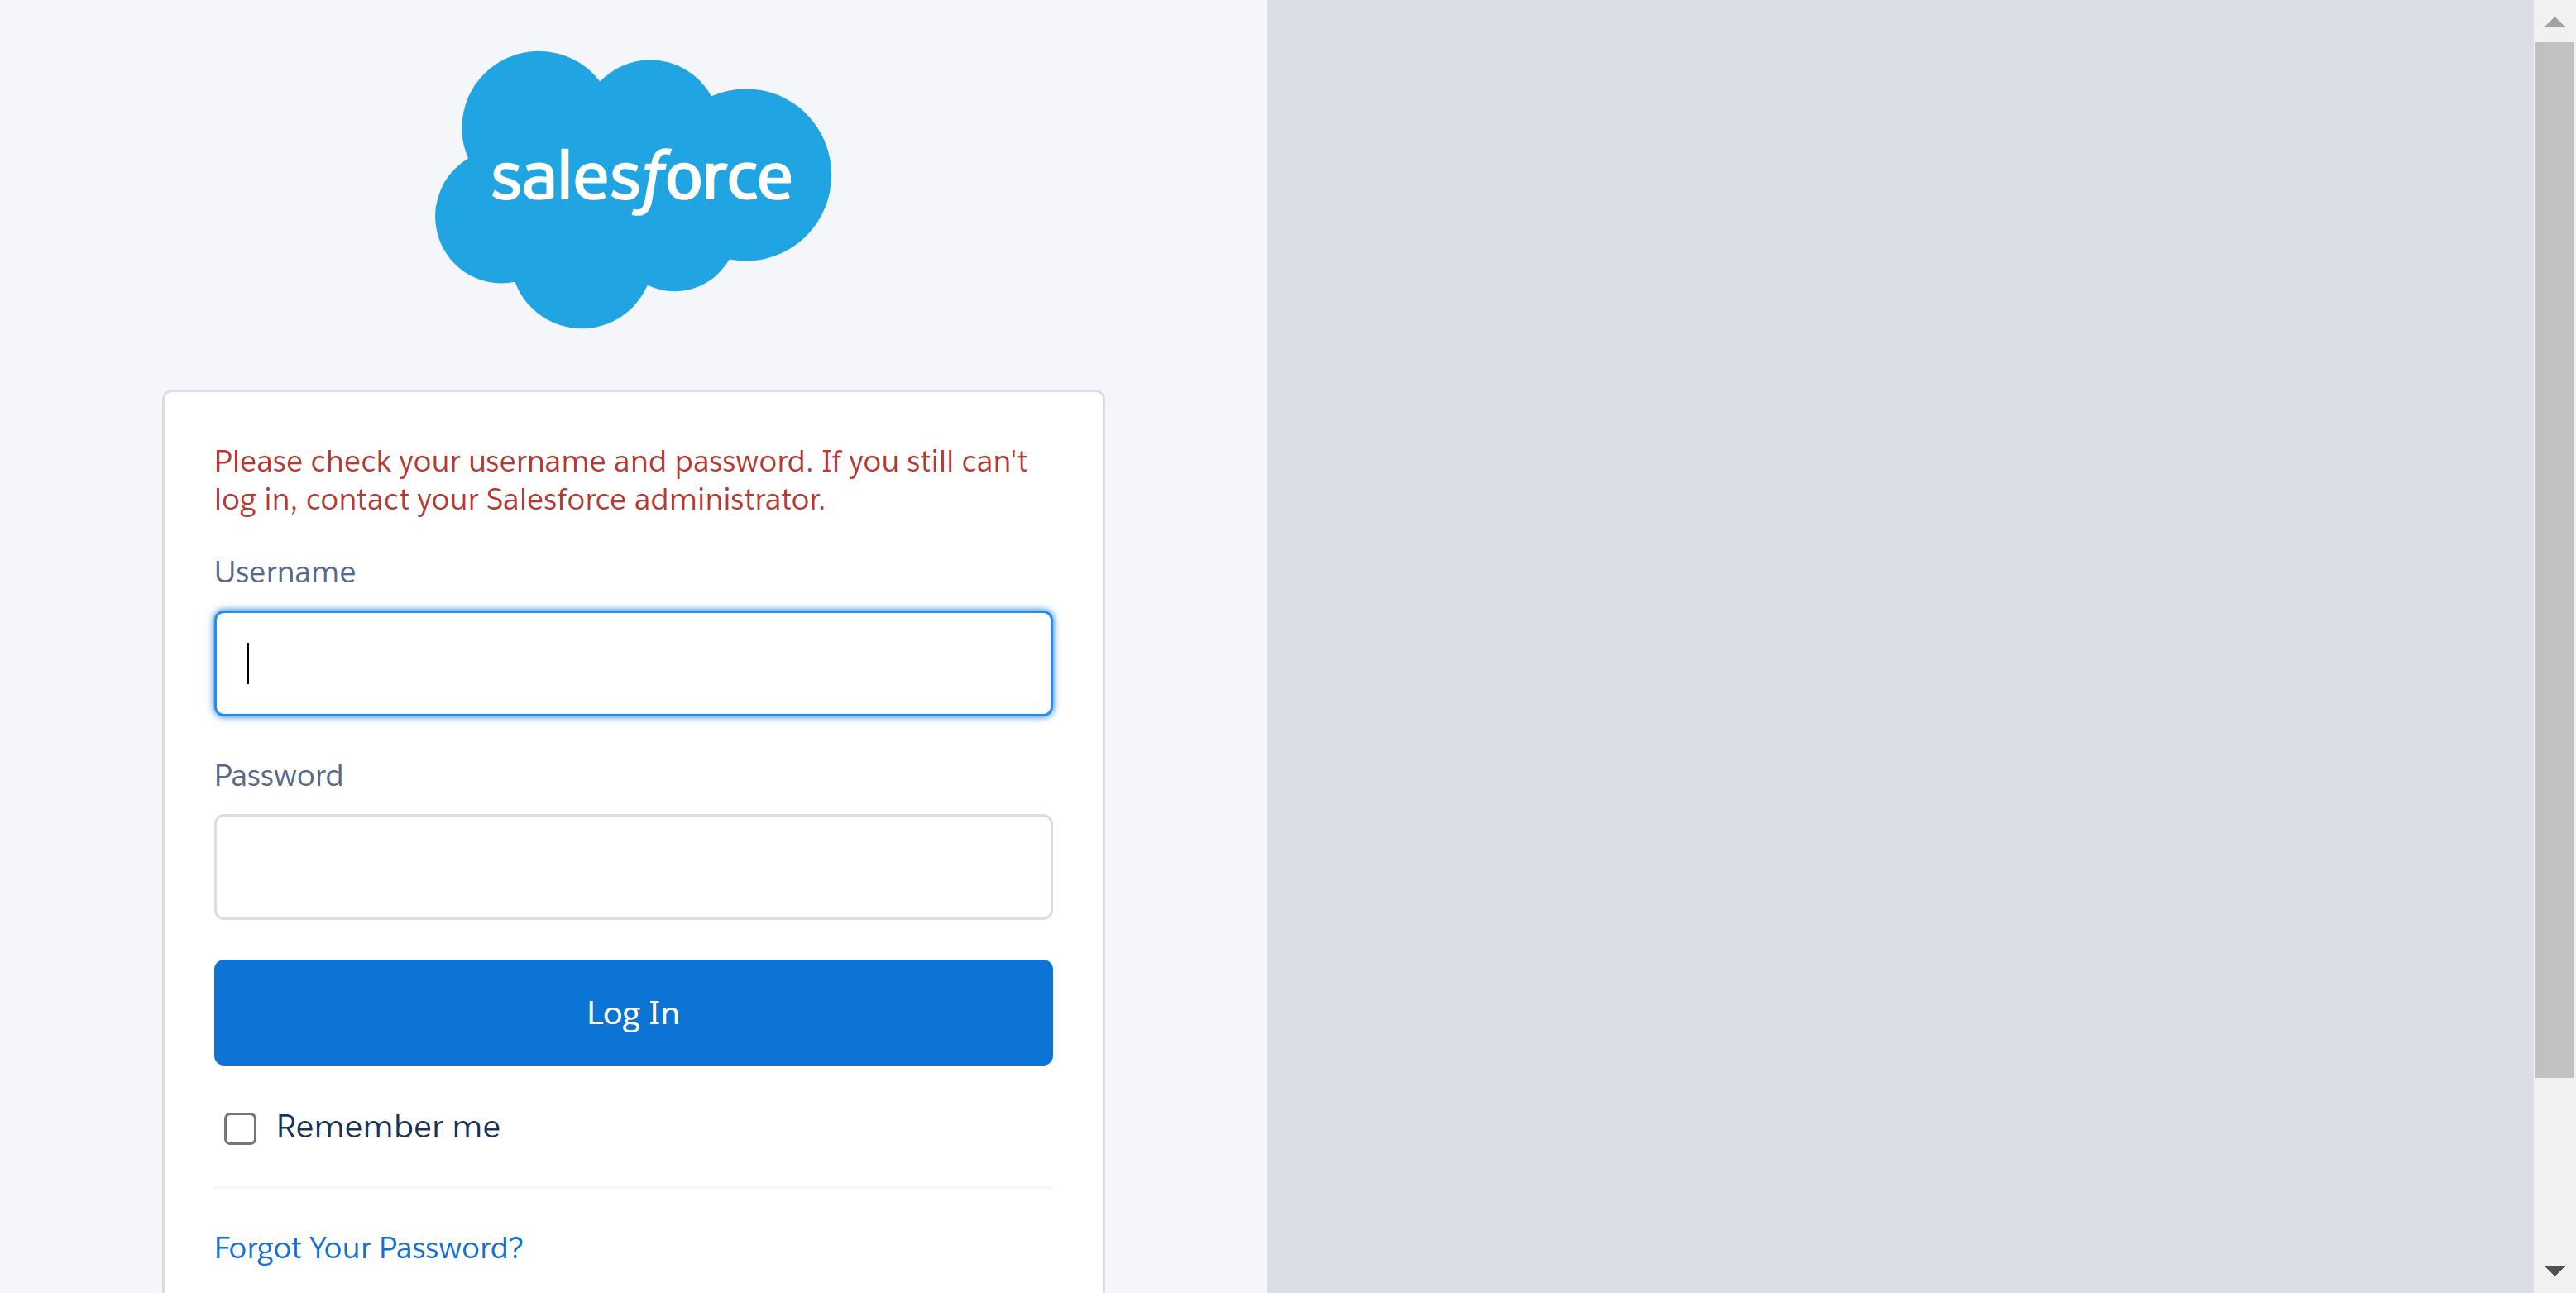 salesforce
Please check your username and password. If you still can't
log in, contact your Salesforce administrator.
Username
Password
Log In
Remember me
Forgot Your Password?